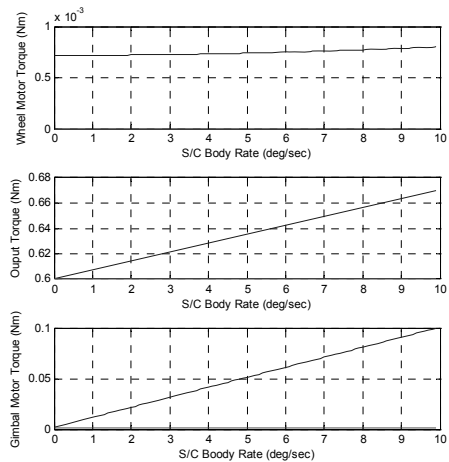 x 10⁻³
1
0.5
0
Wheel Motor Torque (Nm)
0 1 2 3 4 5 6 7 8 9 10
S/C Body Rate (deg/sec)
0.68
0.66
0.64
0.62
0.6
Ouput Torque (Nm)
0 1 2 3 4 5 6 7 8 9 10
S/C Body Rate (deg/sec)
0.1
0.05
0
Gimbal Motor Torque (Nm)
0 1 2 3 4 5 6 7 8 9 10
S/C Boody Rate (deg/sec)